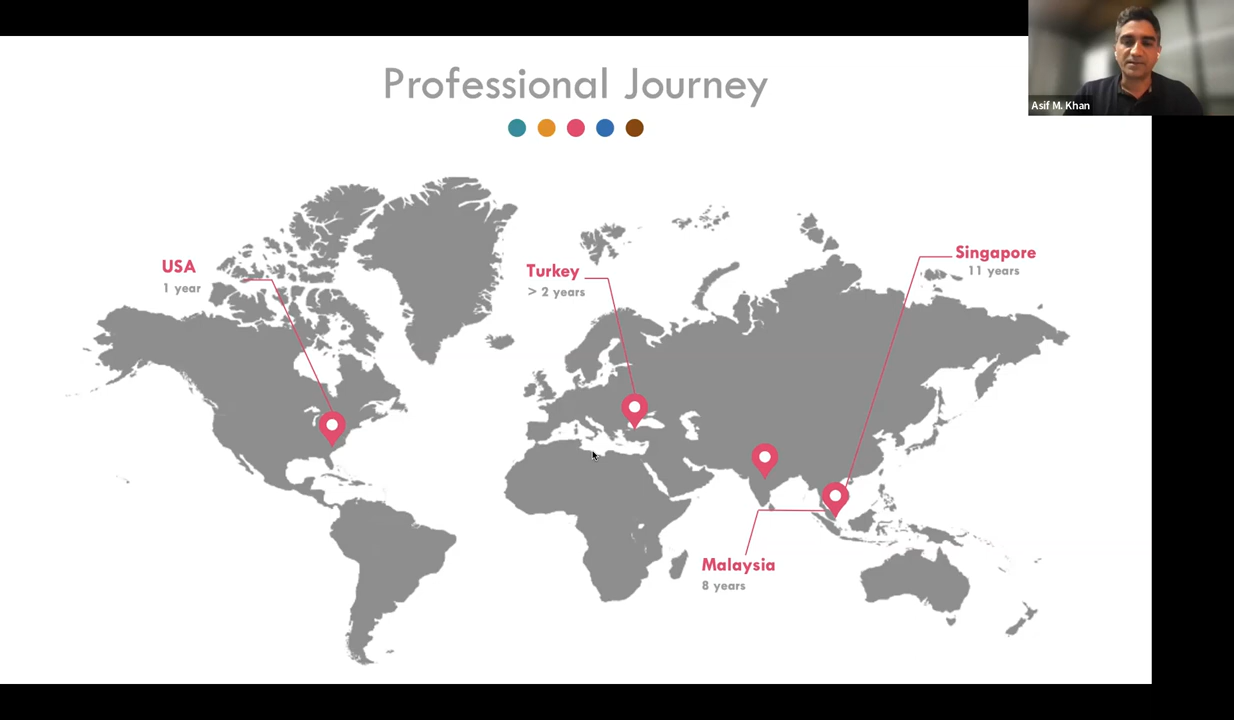 Professional Journey
Asif M. Khan
USA
1 year
Turkey
> 2 years
Singapore
11 years
Malaysia
8 years